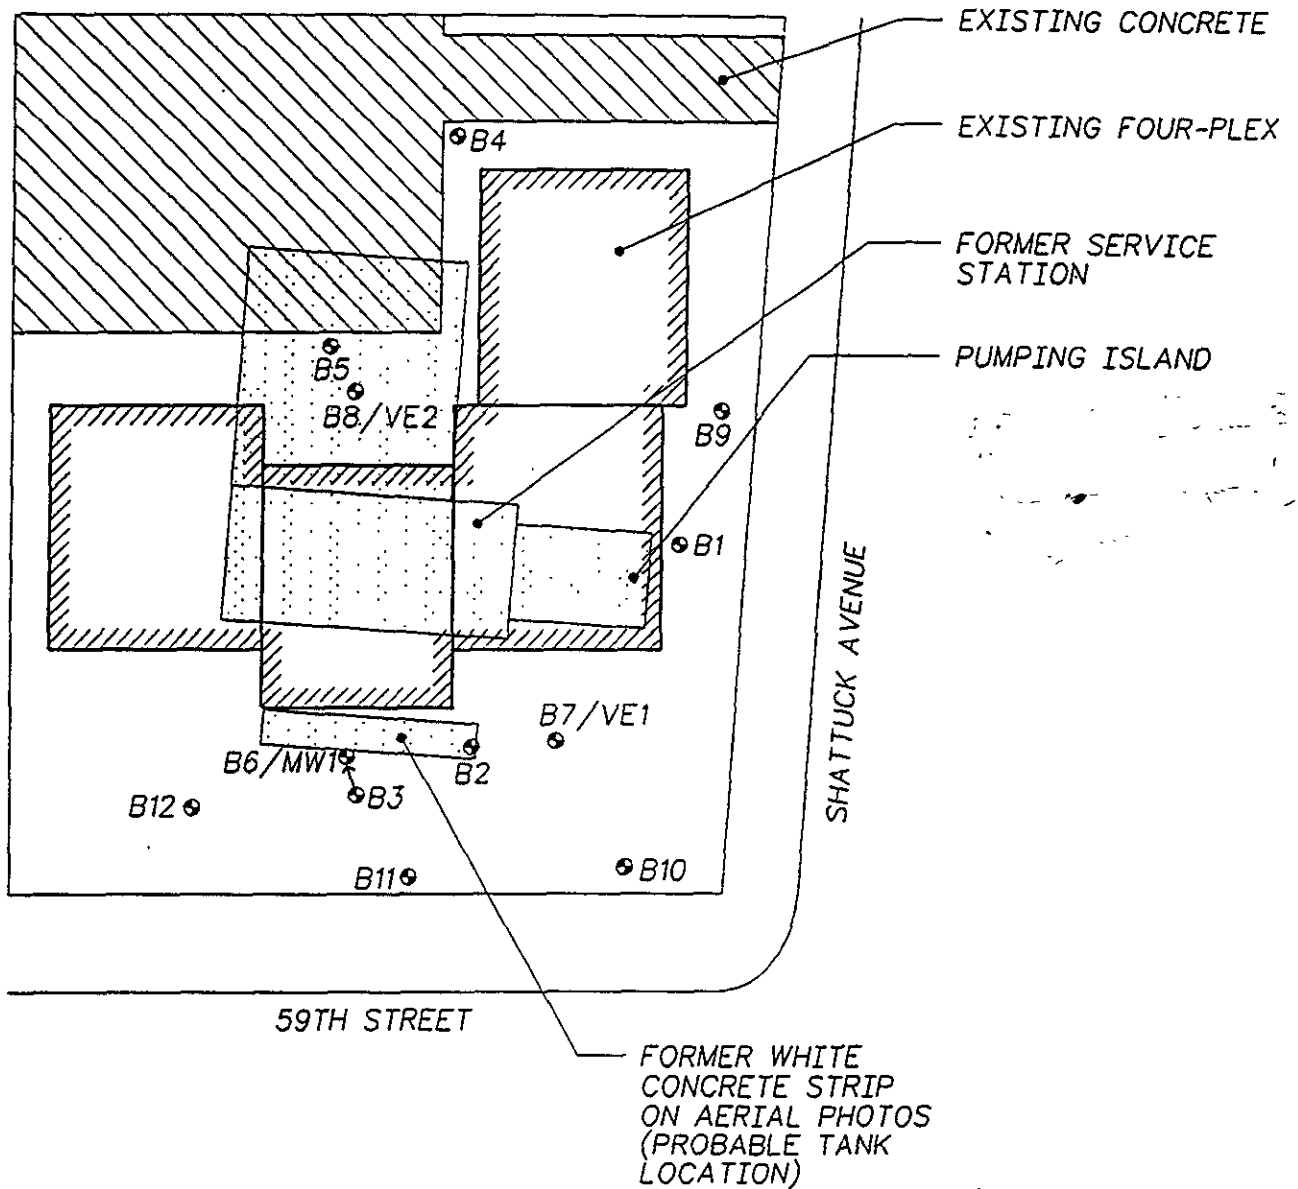 EXISTING CONCRETE
B4
EXISTING FOUR-PLEX
FORMER SERVICE
STATION
B5
PUMPING ISLAND
B8/VE2
B9
B1
SHATTUCK AVENUE
B7/VE1
B6/MW1
B2
B3
B12
B10
B11
59TH STREET
FORMER WHITE
CONCRETE STRIP
ON AERIAL PHOTOS
(PROBABLE TANK
LOCATION)